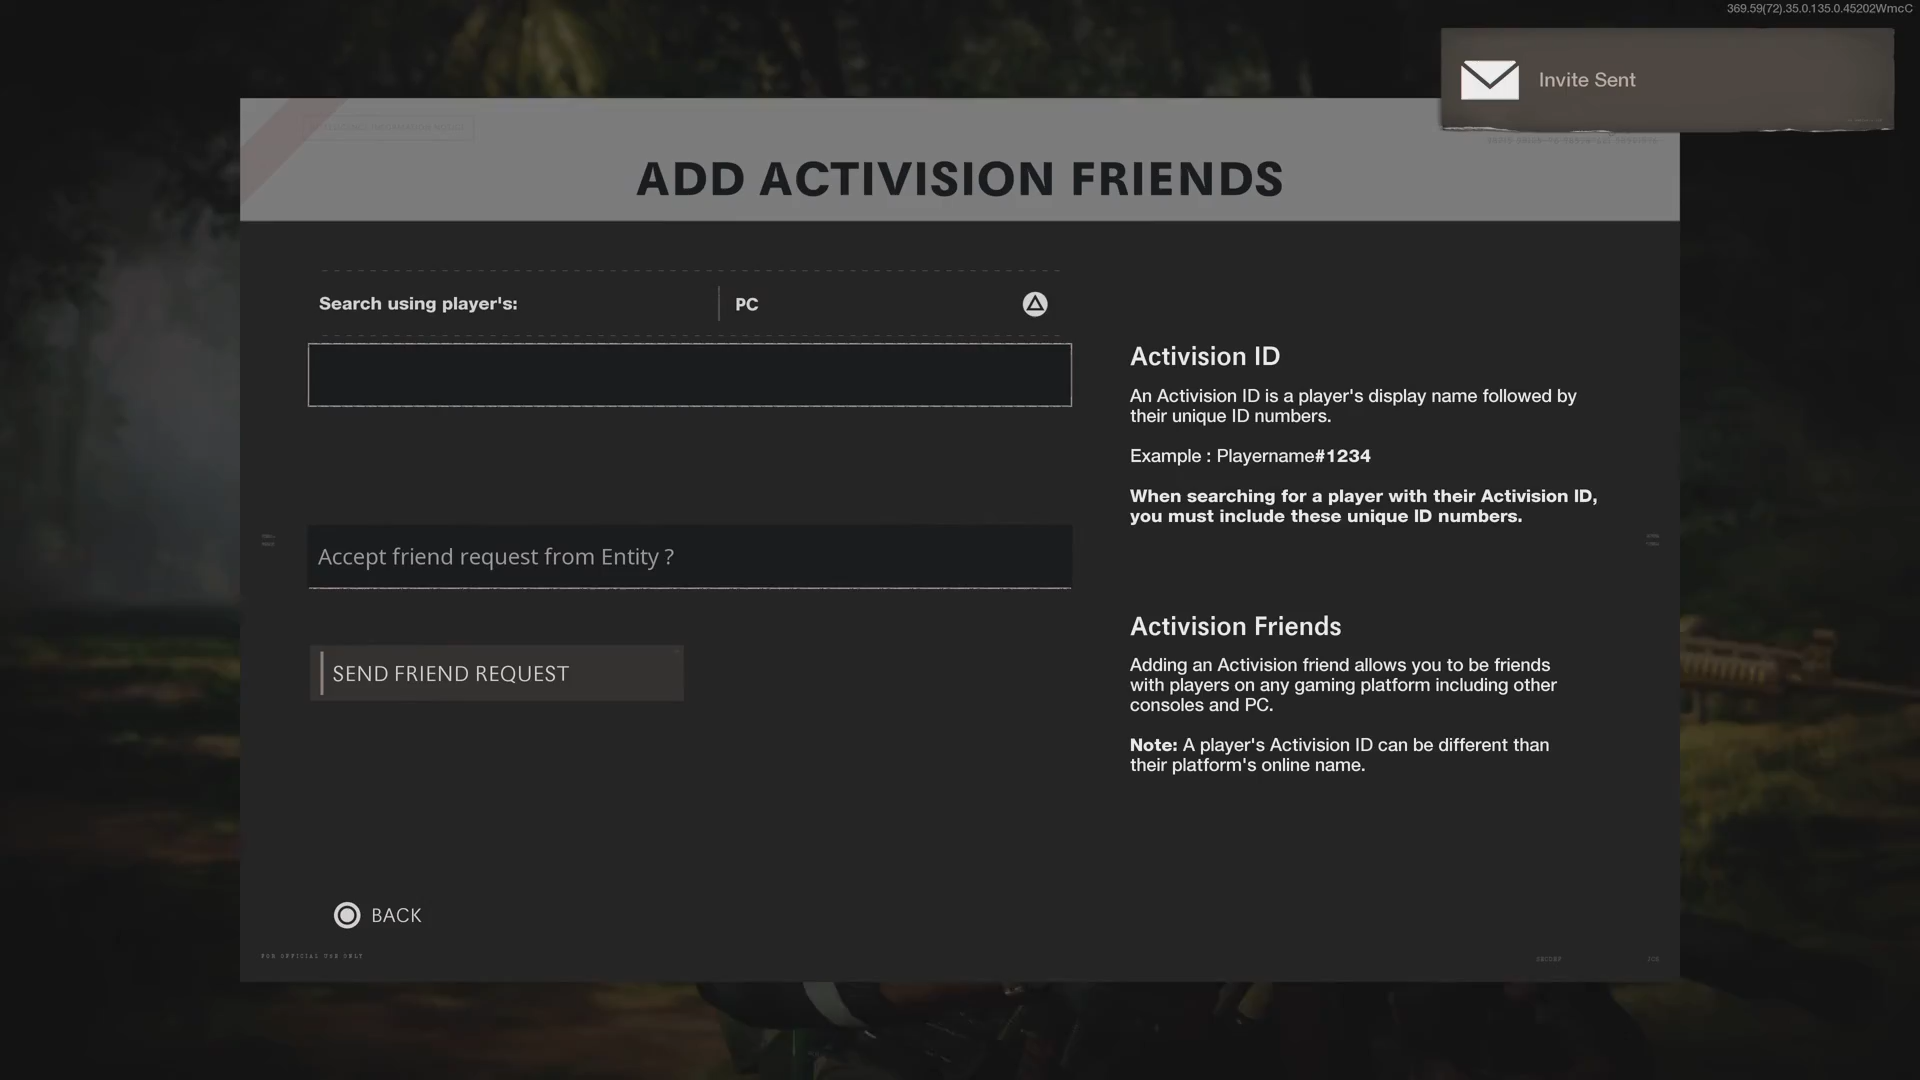 369.59(72).35.0.135.0.45202WmcC
Invite Sent
ADD ACTIVISION FRIENDS
Search using player's:
PC
Accept friend request from Entity ?
SEND FRIEND REQUEST
BACK
FOR OFFICIAL USE ONLY
Activision ID
An Activision ID is a player's display name followed by
their unique ID numbers.
Example : Playername#1234
When searching for a player with their Activision ID,
you must include these unique ID numbers.
Activision Friends
Adding an Activision friend allows you to be friends
with players on any gaming platform including other
consoles and PC.
Note: A player's Activision ID can be different than
their platform's online name.